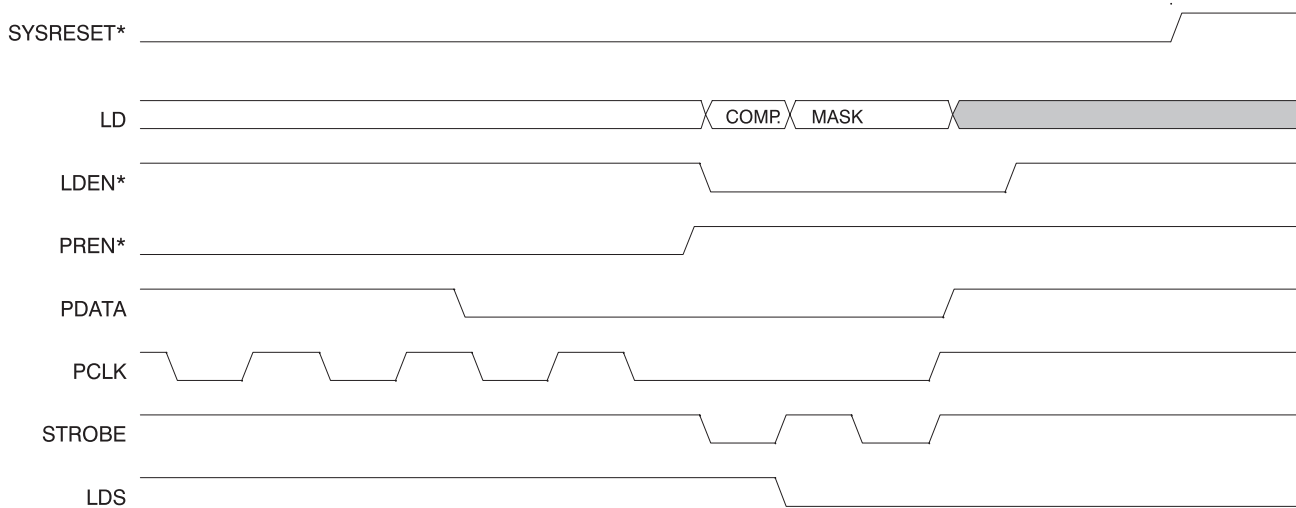 SYSRESET*
LD
COMP. MASK
LDEN*
PREN*
PDATA
PCLK
STROBE
LDS